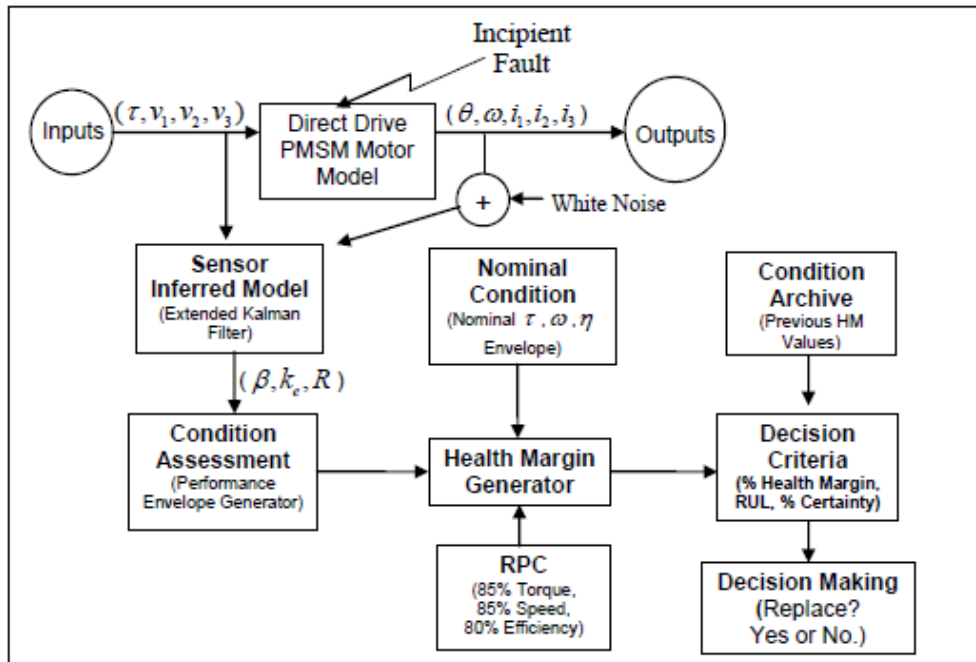 Incipient
Fault
Inputs
(τ, v₁, v₂, v₃)
Direct Drive
PMSM Motor
Model
(θ, ω, i₁, i₂, i₃)
Outputs
+
White Noise
Sensor
Inferred Model
(Extended Kalman
Filter)
Nominal
Condition
(Nominal τ , ω , η
Envelope)
Condition
Archive
(Previous HM
Values)
(β, kₑ, R)
Condition
Assessment
(Performance
Envelope Generator)
Health Margin
Generator
Decision
Criteria
(% Health Margin,
RUL, % Certainty)
RPC
(85% Torque,
85% Speed,
80% Efficiency)
Decision Making
(Replace?
Yes or No.)